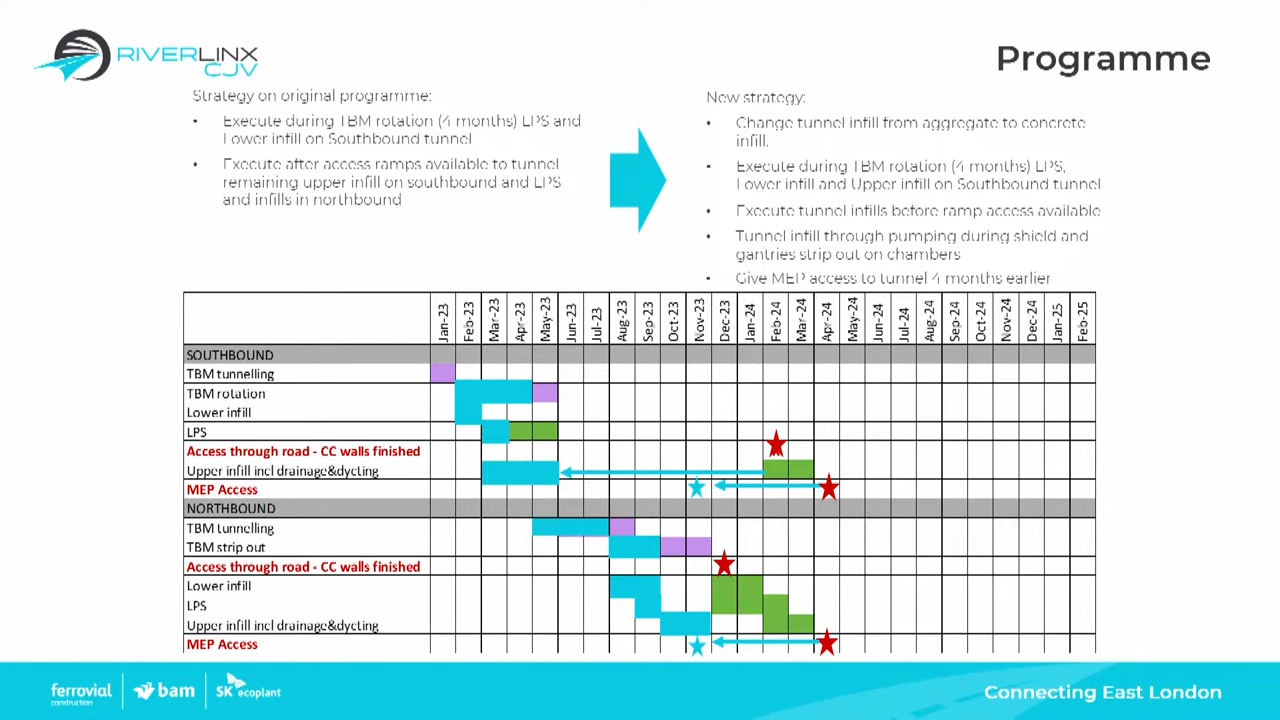 RIVERLINX
CJV
Programme
Strategy on original programme:
• Execute during TBM rotation (4 months) LPS and
Lower infill on Southbound tunnel
• Execute after access ramps available to tunnel
remaining upper infill on southbound and LPS
and infills in northbound
New strategy:
• Change tunnel infill from aggregate to concrete
infill.
• Execute during TBM rotation (4 months) LPS,
Lower infill and Upper infill on Southbound tunnel
• Execute tunnel infills before ramp access available
• Tunnel infill through pumping during shield and
gantries strip out on chambers
• Give MEP access to tunnel 4 months earlier
Jan-23 Feb-23 Mar-23 Apr-23 May-23 Jun-23 Jul-23 Aug-23 Sep-23 Oct-23 Nov-23 Dec-23 Jan-24 Feb-24 Mar-24 Apr-24 May-24 Jun-24 Jul-24 Aug-24 Sep-24 Oct-24 Nov-24 Dec-24 Jan-25 Feb-25
SOUTHBOUND
TBM tunnelling
TBM rotation
Lower infill
LPS
Access through road - CC walls finished
Upper infill incl drainage&dycting
MEP Access
NORTHBOUND
TBM tunnelling
TBM strip out
Access through road - CC walls finished
Lower infill
LPS
Upper infill incl drainage&dycting
MEP Access
ferrovial
construction
bam
SK ecoplant
Connecting East London